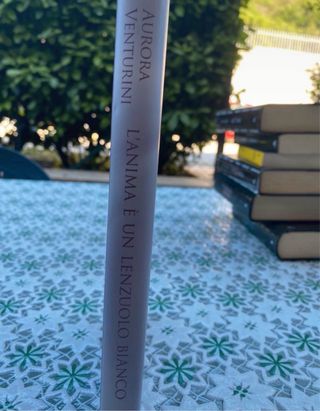 AURORA
VENTURINI
L'ANIMA È UN LENZUOLO BIANCO